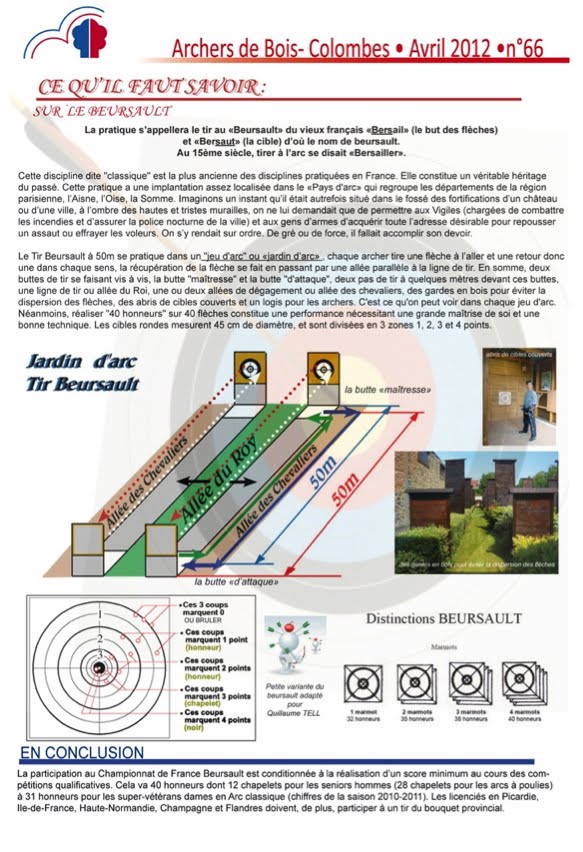 Archers de Bois- Colombes • Avril 2012 •n°66
CE QU'IL FAUT SAVOIR :
SUR `LE BEURSAULT
La pratique s'appellera le tir au «Beursault» du vieux français «Bersail» (le but des flèches)
et «Bersaut» (la cible) d'où le nom de beursault.
Au 15ème siècle, tirer à l'arc se disait «Bersailler».
Cette discipline dite "classique" est la plus ancienne des disciplines pratiquées en France. Elle constitue un véritable héritage
du passé. Cette pratique a une implantation assez localisée dans le «Pays d'arc» qui regroupe les départements de la région
parisienne, l'Aisne, l'Oise, la Somme. Imaginons un instant qu'il était autrefois situé dans le fossé des fortifications d'un château
ou d'une ville, à l'ombre des hautes et tristes murailles, on ne lui demandait que de permettre aux Vigiles (chargées de combattre
les incendies et d'assurer la police nocturne de la ville) et aux gens d'armes d'acquérir toute l'adresse désirable pour repousser
un assaut ou effrayer les voleurs. On s'y rendait sur ordre. De gré ou de force, il fallait accomplir son devoir.
Le Tir Beursault à 50m se pratique dans un "jeu d'arc" ou «jardin d'arc» , chaque archer tire une flèche à l'aller et une retour donc
une dans chaque sens, la récupération de la flèche se fait en passant par une allée parallèle à la ligne de tir. En somme, deux
buttes de tir se faisant vis à vis, la butte "maîtresse" et la butte "d'attaque", deux pas de tir à quelques mètres devant ces buttes,
une ligne de tir ou allée du Roi, une ou deux allées de dégagement ou allée des chevaliers, des gardes en bois pour éviter la
dispersion des flèches, des abris de cibles couverts et un logis pour les archers. C'est ce qu'on peut voir dans chaque jeu d'arc.
Néanmoins, réaliser "40 honneurs" sur 40 flèches constitue une performance nécessitant une grande maîtrise de soi et une
bonne technique. Les cibles rondes mesurent 45 cm de diamètre, et sont divisées en 3 zones 1, 2, 3 et 4 points.
Jardin d'arc
Tir Beursault
la butte «maîtresse»
abris de cibles couverts
Allée des Chevaliers
Allée du Roy
Allée des Chevaliers
50m
50m
la butte «d'attaque»
1
2
3
•Ces 3 coups
marquent 0
OU BRULER
•Ces coups
marquent 1 point
(honneur)
•Ces coups
marquent 2 points
(honneur)
•Ces coups
marquent 3 points
(chapelet)
•Ces coups
marquent 4 points
(noir)
Petite variante du
beursault adapté
pour
Guillaume TELL
Distinctions BEURSAULT
Marmots
1 marmot
32 honneurs
2 marmots
35 honneurs
3 marmots
38 honneurs
4 marmots
40 honneurs
EN CONCLUSION
La participation au Championnat de France Beursault est conditionnée à la réalisation d'un score minimum au cours des com-
pétitions qualificatives. Cela va 40 honneurs dont 12 chapelets pour les seniors hommes (28 chapelets pour les arcs à poulies)
à 31 honneurs pour les super-vétérans dames en Arc classique (chiffres de la saison 2010-2011). Les licenciés en Picardie,
Ile-de-France, Haute-Normandie, Champagne et Flandres doivent, de plus, participer à un tir du bouquet provincial.